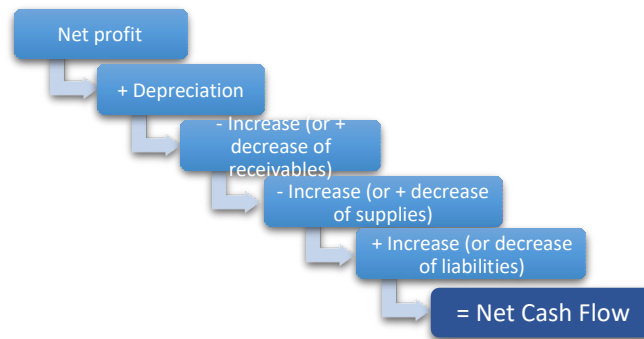 Net profit
+ Depreciation
- Increase (or +
decrease of
receivables)
- Increase (or + decrease
of supplies)
+ Increase (or decrease
of liabilities)
= Net Cash Flow